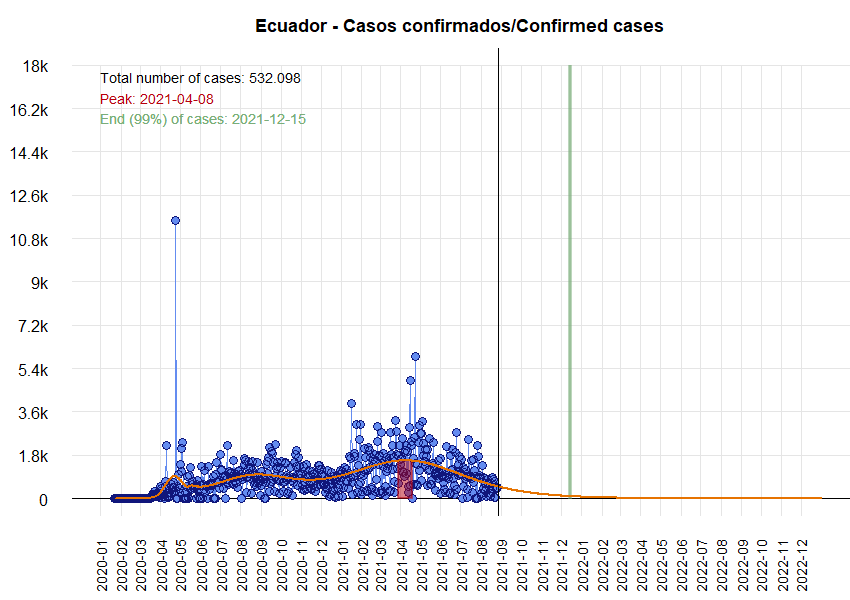 Ecuador - Casos confirmados/Confirmed cases
18k
16.2k
14.4k
12.6k
10.8k
9k
7.2k
5.4k
3.6k
1.8k
0
Total number of cases: 532.098
Peak: 2021-04-08
End (99%) of cases: 2021-12-15
2020-01
2020-02
2020-03
2020-04
2020-05
2020-06
2020-07
2020-08
2020-09
2020-10
2020-11
2020-12
2021-01
2021-02
2021-03
2021-04
2021-05
2021-06
2021-07
2021-08
2021-09
2021-10
2021-11
2021-12
2022-01
2022-02
2022-03
2022-04
2022-05
2022-06
2022-07
2022-08
2022-09
2022-10
2022-11
2022-12